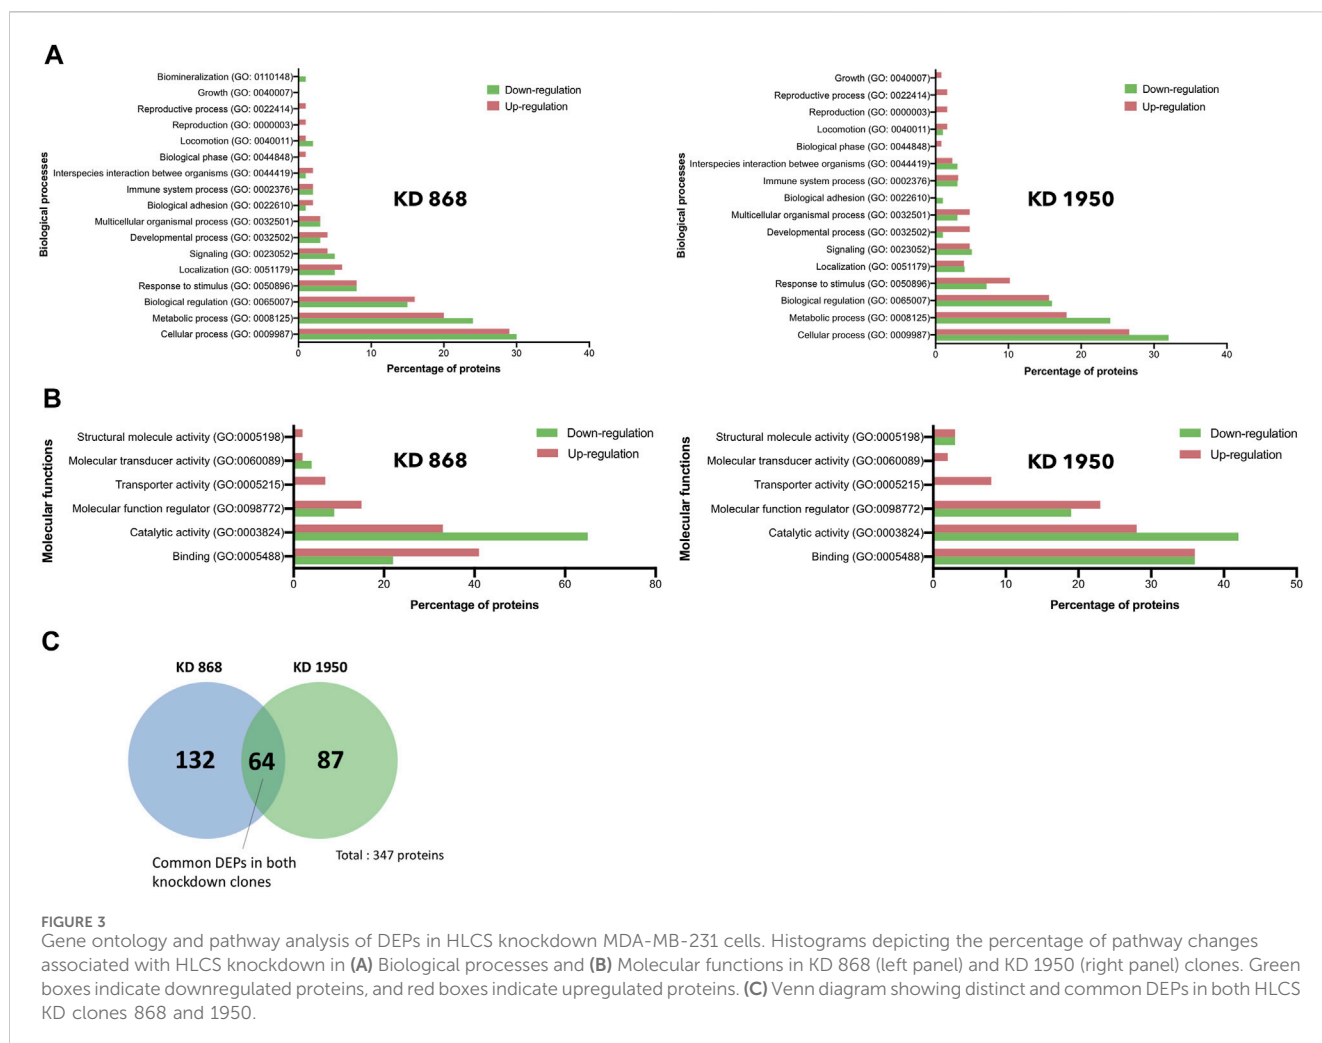 A
Biomineralization (GO: 0110148)
Growth (GO: 0040007)
Reproductive process (GO: 0022414)
Reproduction (GO: 0000003)
Locomotion (GO: 0040011)
Biological phase (GO: 0044848)
Interspecies interaction betwee organisms (GO: 0044419)
Immune system process (GO: 0002376)
Biological adhesion (GO: 0022610)
Multicellular organismal process (GO: 0032501)
Developmental process (GO: 0032502)
Signaling (GO: 0023052)
Localization (GO: 0051179)
Response to stimulus (GO: 0050896)
Biological regulation (GO: 0065007)
Metabolic process (GO: 0008125)
Cellular process (GO: 0009987)
Biological processes
0 10 20 30 40
Percentage of proteins
Down-regulation
Up-regulation
KD 868
Growth (GO: 0040007)
Reproductive process (GO: 0022414)
Reproduction (GO: 0000003)
Locomotion (GO: 0040011)
Biological phase (GO: 0044848)
Interspecies interaction betwee organisms (GO: 0044419)
Immune system process (GO: 0002376)
Biological adhesion (GO: 0022610)
Multicellular organismal process (GO: 0032501)
Developmental process (GO: 0032502)
Signaling (GO: 0023052)
Localization (GO: 0051179)
Response to stimulus (GO: 0050896)
Biological regulation (GO: 0065007)
Metabolic process (GO: 0008125)
Cellular process (GO: 0009987)
Biological processes
0 10 20 30 40
Percentage of proteins
Down-regulation
Up-regulation
KD 1950
B
Structural molecule activity (GO:0005198)
Molecular transducer activity (GO:0060089)
Transporter activity (GO:0005215)
Molecular function regulator (GO:0098772)
Catalytic activity (GO:0003824)
Binding (GO:0005488)
Molecular functions
0 20 40 60 80
Percentage of proteins
Down-regulation
Up-regulation
KD 868
Structural molecule activity (GO:0005198)
Molecular transducer activity (GO:0060089)
Transporter activity (GO:0005215)
Molecular function regulator (GO:0098772)
Catalytic activity (GO:0003824)
Binding (GO:0005488)
Molecular functions
0 10 20 30 40 50
Percentage of proteins
Down-regulation
Up-regulation
KD 1950
C
KD 868 KD 1950
132 64 87
Total : 347 proteins
Common DEPs in both
knockdown clones
FIGURE 3
Gene ontology and pathway analysis of DEPs in HLCS knockdown MDA-MB-231 cells. Histograms depicting the percentage of pathway changes
associated with HLCS knockdown in (A) Biological processes and (B) Molecular functions in KD 868 (left panel) and KD 1950 (right panel) clones. Green
boxes indicate downregulated proteins, and red boxes indicate upregulated proteins. (C) Venn diagram showing distinct and common DEPs in both HLCS
KD clones 868 and 1950.